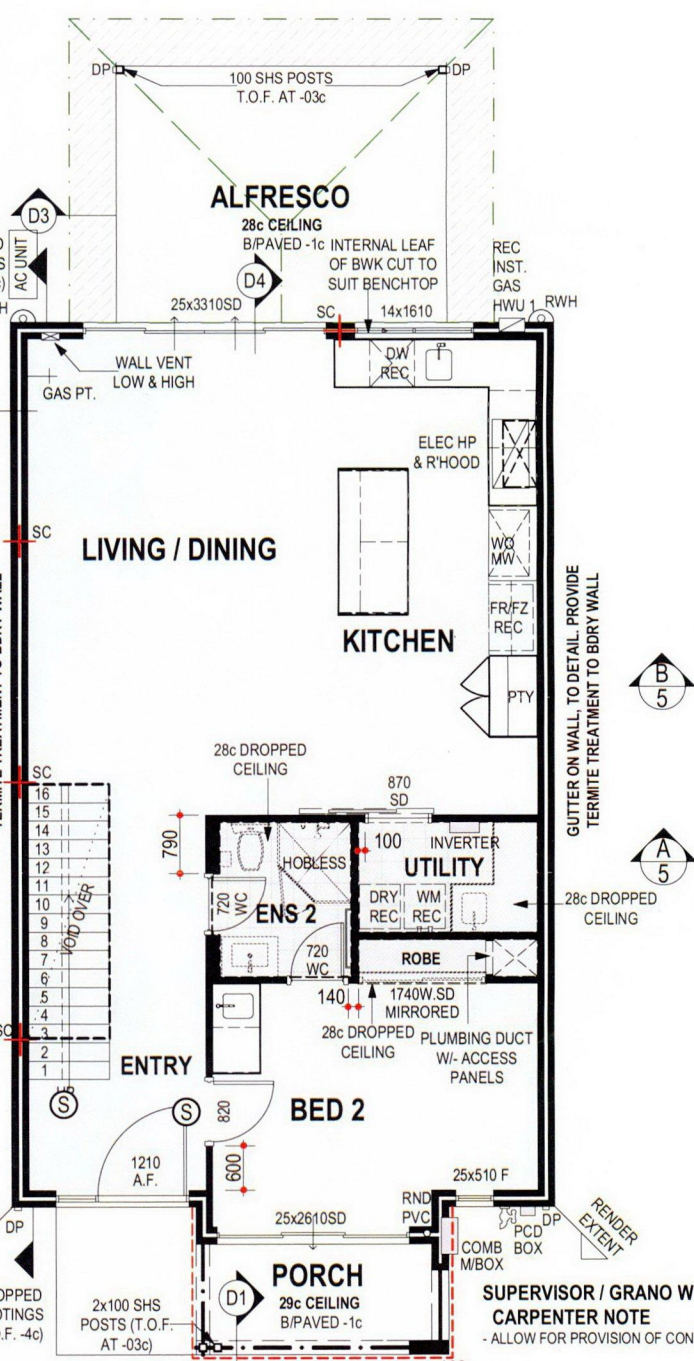 DP
DP
100 SHS POSTS
T.O.F. AT -03c
ALFRESCO
28c CEILING
B/PAVED -1c
INTERNAL LEAF
OF BWK CUT TO
SUIT BENCHTOP
REC
INST.
GAS
HWU 1
RWH
D3
AC UNIT
D4
25x3310SD
SC
14x1610
WALL VENT
LOW & HIGH
GAS PT.
DW
REC
ELEC HP
& R'HOOD
SC
LIVING / DINING
WO
MW
FR/FZ
REC
KITCHEN
PTY
GUTTER ON WALL, TO DETAIL. PROVIDE
TERMITE TREATMENT TO BDRY WALL
B
5
28c DROPPED
CEILING
SC
870
SD
16
15
14
13
12
11
10
9
8
7
6
5
4
3
2
1
VOID OVER
790
HOBLESS
100
INVERTER
UTILITY
A
5
720
WC
ENS 2
DRY
REC
WM
REC
28c DROPPED
CEILING
720
WC
ROBE
140
1740W.SD
MIRRORED
28c DROPPED
CEILING
PLUMBING DUCT
W/- ACCESS
PANELS
SC
ENTRY
S
S
820
BED 2
1210
A.F.
600
25x510 F
25x2610SD
RND
PVC
DP
DP
COMB
M/BOX
PCD
BOX
RENDER
EXTENT
PORCH
29c CEILING
B/PAVED -1c
D1
2x100 SHS
POSTS (T.O.F.
AT -03c)
SUPERVISOR / GRANO W
CARPENTER NOTE
- ALLOW FOR PROVISION OF CON